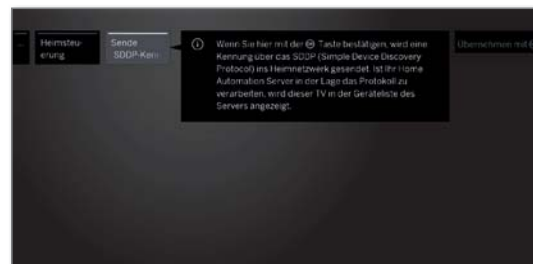 ...
Heimsteu-
erung
Sende
SDDP-Ken
Wenn Sie hier mit der OK Taste bestätigen, wird eine
Kennung über das SDDP (Simple Device Discovery
Protocol) ins Heimnetzwerk gesendet. Ist Ihr Home
Automation Server in der Lage das Protokoll zu
verarbeiten, wird dieser TV in der Geräteliste des
Servers angezeigt.
Übernehmen mit